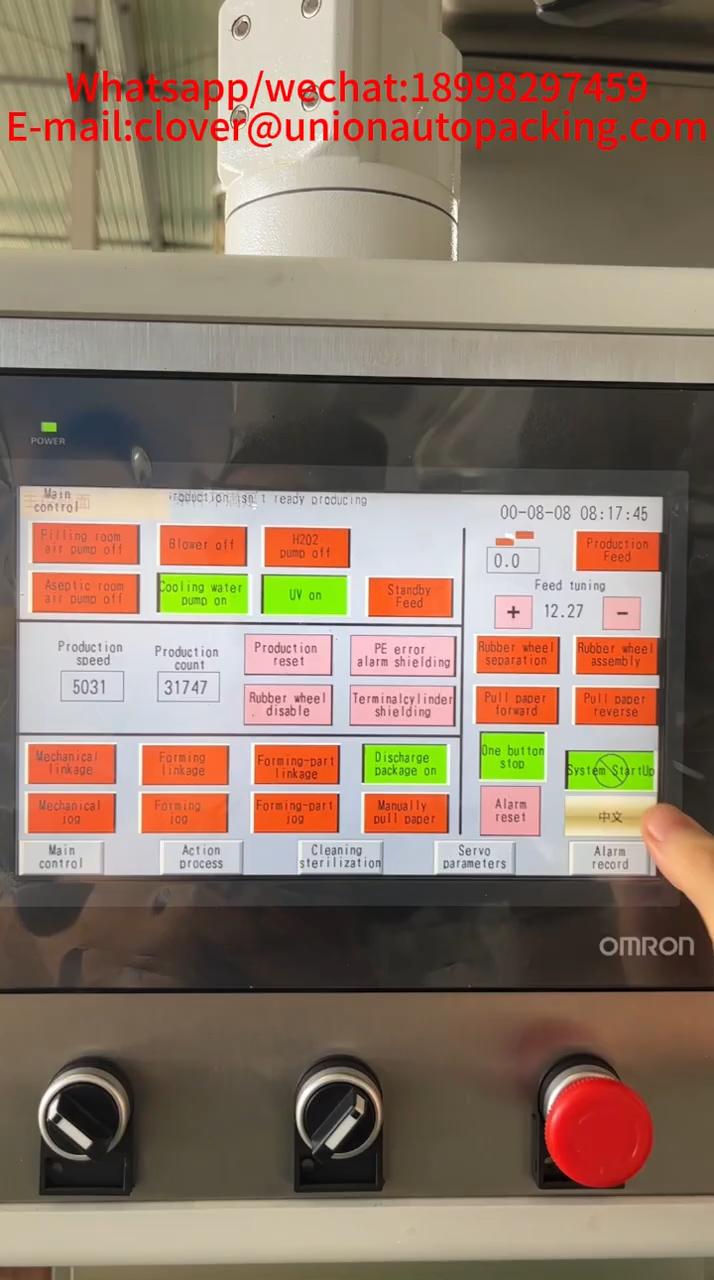 Whatsapp/wechat:18998297459
E-mail:clover@unionautopacking.com
POWER
Main
control
Production isn't ready producing
00-08-08 08:17:45
Filling room
air pump off
Blower off
H2O2
pump off
0.0
Production
Feed
Aseptic room
air pump off
Cooling water
pump on
UV on
Standby
Feed
Feed tuning
+ 12.27 -
Production
speed
5031
Production
count
31747
Production
reset
PE error
alarm shielding
Rubber wheel
separation
Rubber wheel
assembly
Rubber wheel
disable
Terminalcylinder
shielding
Pull paper
forward
Pull paper
reverse
Mechanical
linkage
Forming
linkage
Forming-part
linkage
Discharge
package on
One button
stop
System StartUp
Mechanical
jog
Forming
jog
Forming-part
jog
Manually
pull paper
Alarm
reset
中文
Main
control
Action
process
Cleaning
sterilization
Servo
parameters
Alarm
record
OMRON